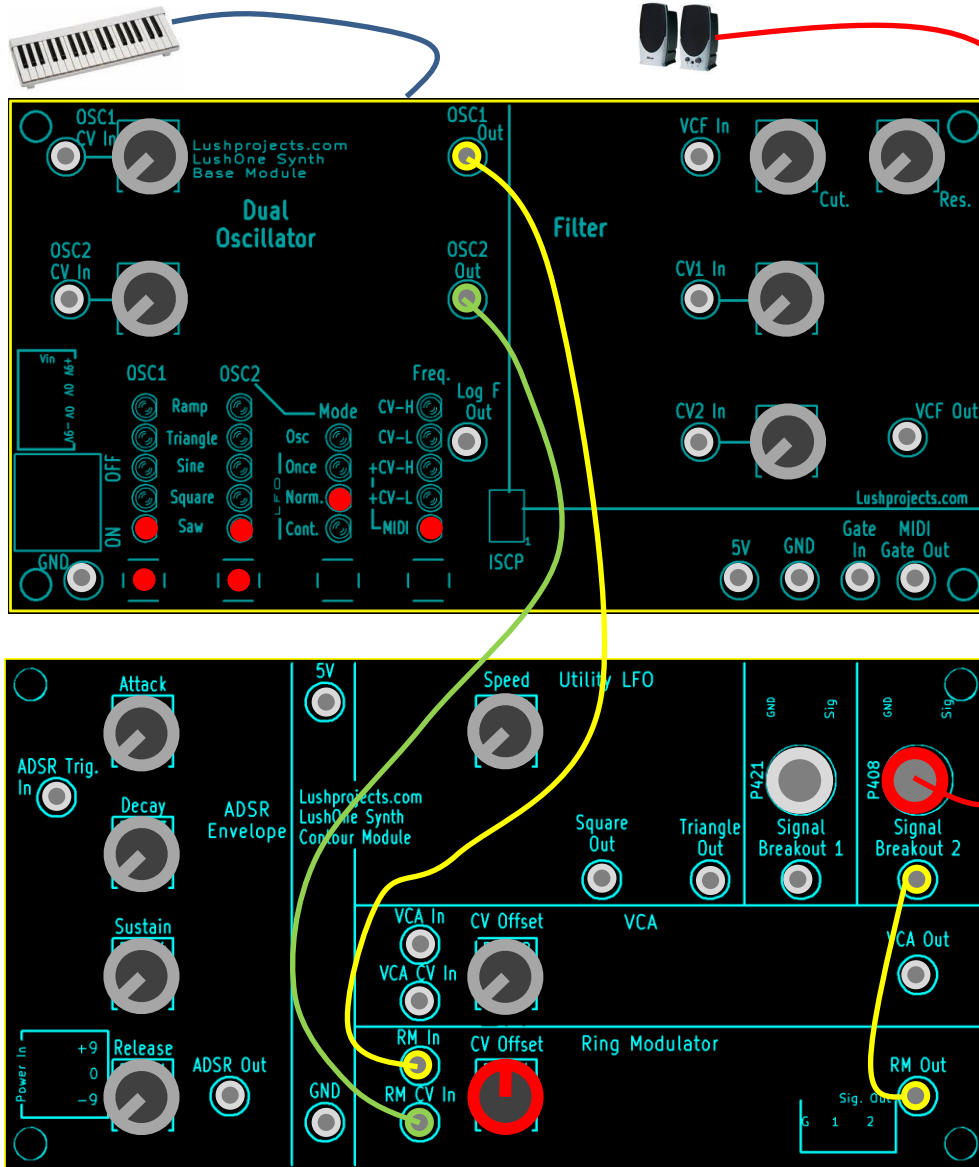 OSC1
CV In
Lushprojects.com
LushOne Synth
Base Module
OSC1
Out
VCF In
Cut.
Res.
Dual
Oscillator
Filter
OSC2
CV In
OSC2
Out
CV1 In
Vin
+9V 0V 0V -9V
OSC1
OSC2
Mode
Freq.
Log F
Out
Ramp
Triangle
Sine
Square
Saw
Osc
Once
Norm.
Cont.
LFO
CV-H
CV-L
+CV-H
+CV-L
MIDI
CV2 In
VCF Out
Lushprojects.com
OFF
ON
GND
ISCP
1
5V
GND
Gate
In
MIDI
Gate Out
Attack
5V
Speed
Utility LFO
GND
Sig
GND
Sig
ADSR Trig.
In
P421
P408
Decay
ADSR
Envelope
Lushprojects.com
LushOne Synth
Contour Module
Square
Out
Triangle
Out
Signal
Breakout 1
Signal
Breakout 2
Sustain
VCA In
CV Offset
VCA
VCA Out
VCA CV In
Power In
+9
0
-9
Release
ADSR Out
GND
RM In
CV Offset
Ring Modulator
RM Out
RM CV In
Sig. Out
G 1 2